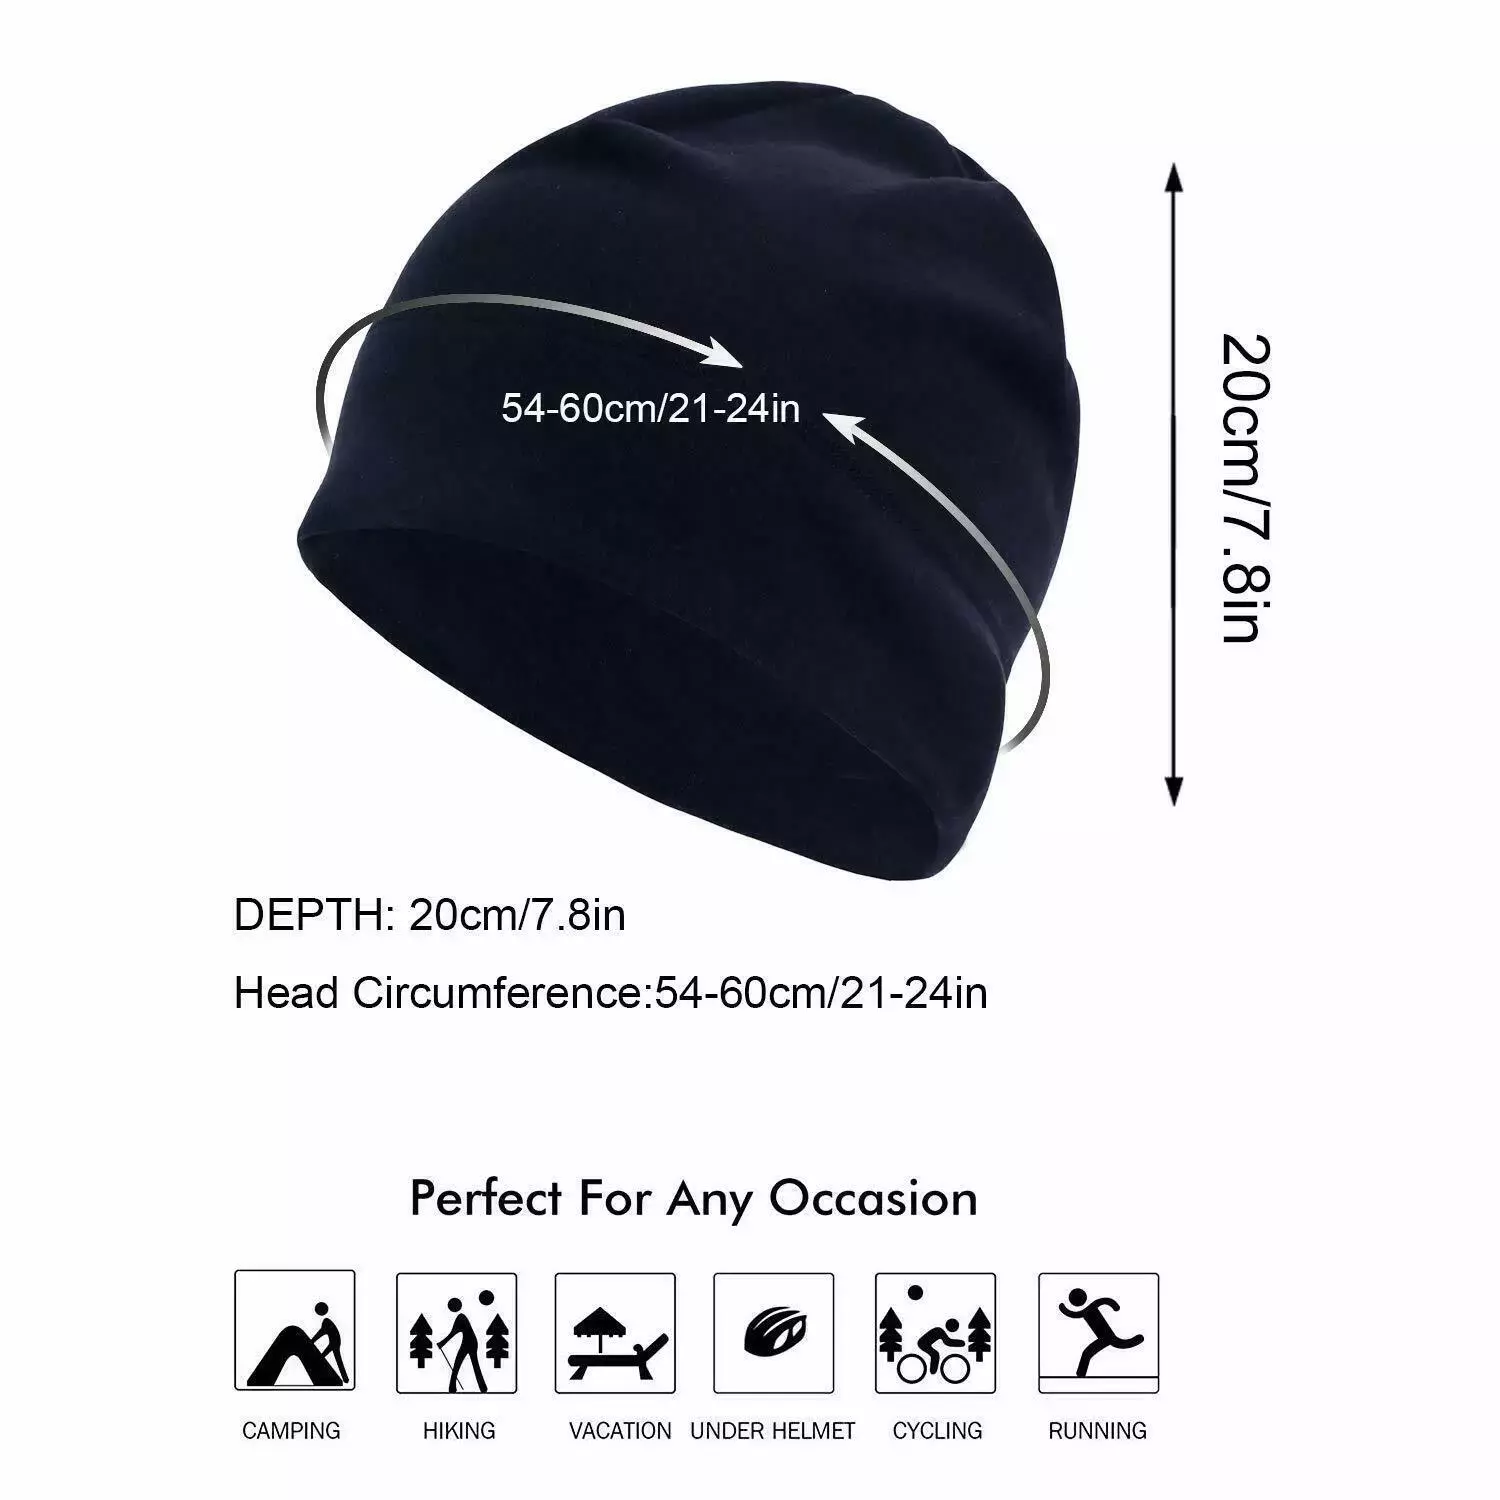 54-60cm/21-24in
20cm/7.8in
DEPTH: 20cm/7.8in
Head Circumference:54-60cm/21-24in
Perfect For Any Occasion
CAMPING
HIKING
VACATION
UNDER HELMET
CYCLING
RUNNING